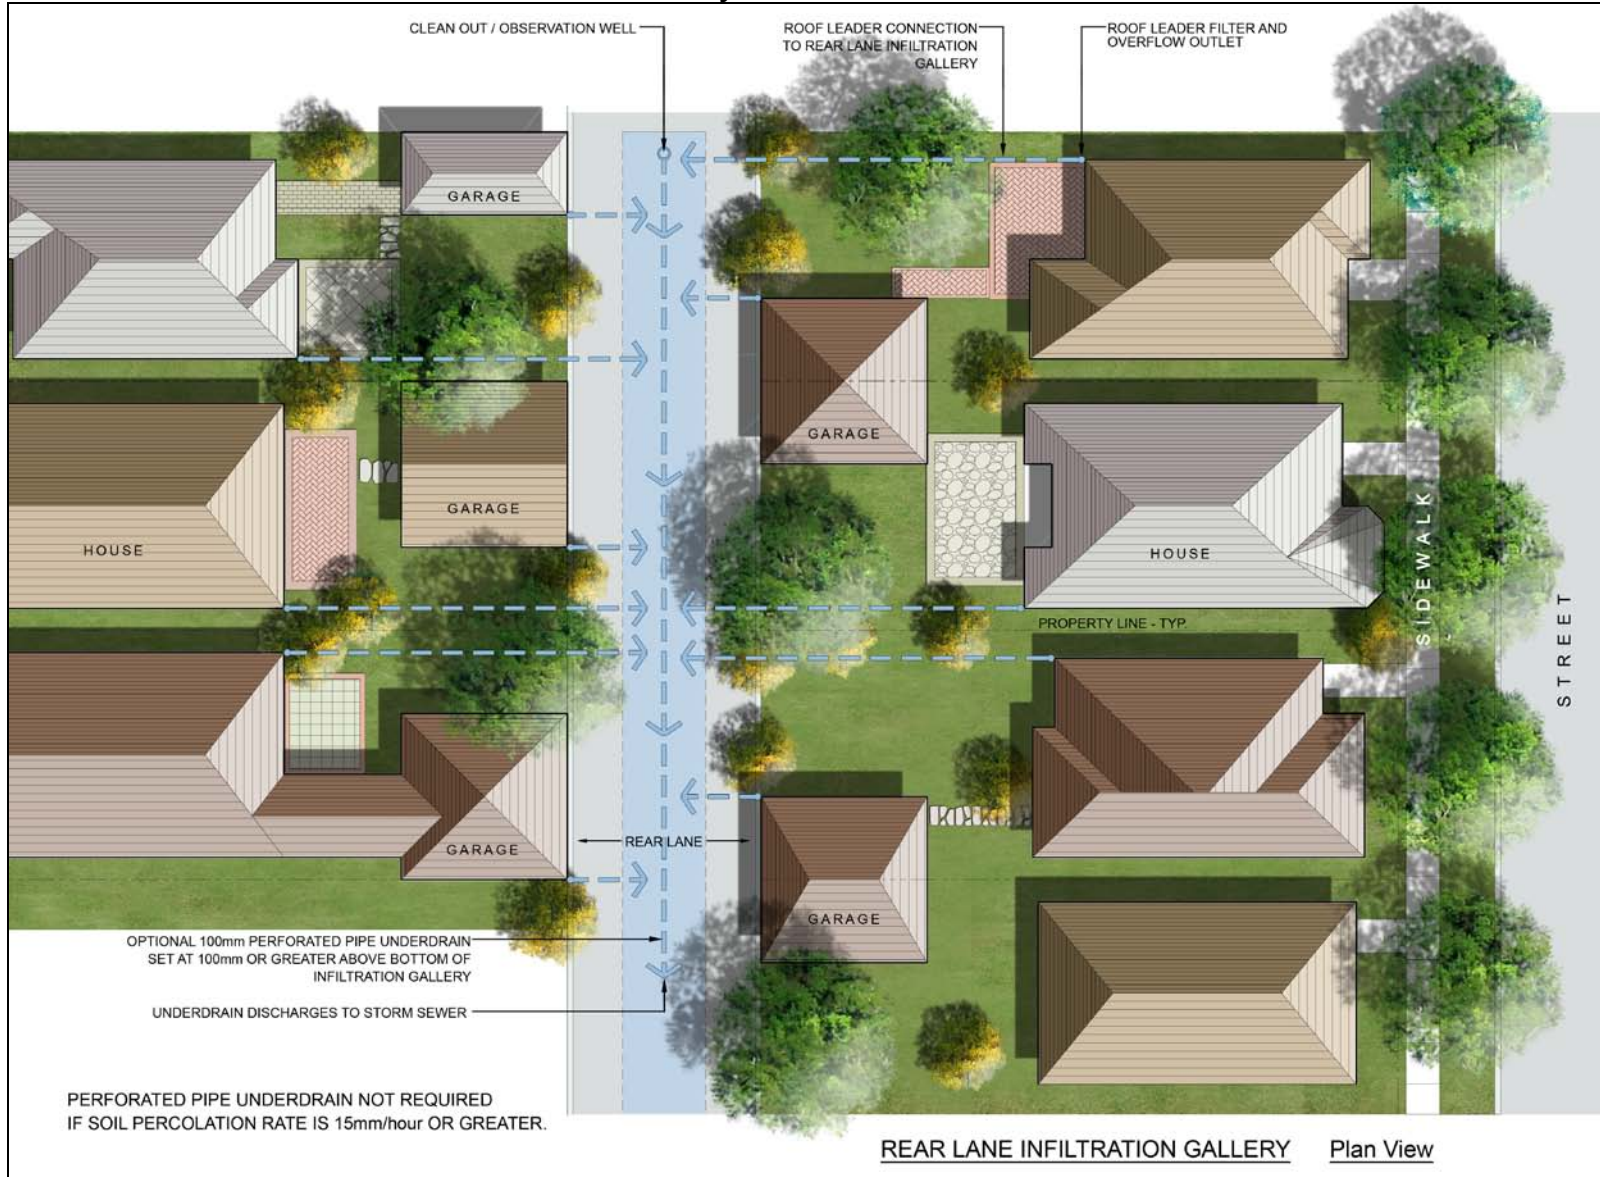 CLEAN OUT / OBSERVATION WELL
ROOF LEADER CONNECTION
TO REAR LANE INFILTRATION
GALLERY
ROOF LEADER FILTER AND
OVERFLOW OUTLET
GARAGE
GARAGE
GARAGE
HOUSE
HOUSE
SIDEWALK
STREET
PROPERTY LINE - TYP.
REAR LANE
GARAGE
GARAGE
OPTIONAL 100mm PERFORATED PIPE UNDERDRAIN
SET AT 100mm OR GREATER ABOVE BOTTOM OF
INFILTRATION GALLERY
UNDERDRAIN DISCHARGES TO STORM SEWER
PERFORATED PIPE UNDERDRAIN NOT REQUIRED
IF SOIL PERCOLATION RATE IS 15mm/hour OR GREATER.
REAR LANE INFILTRATION GALLERY Plan View